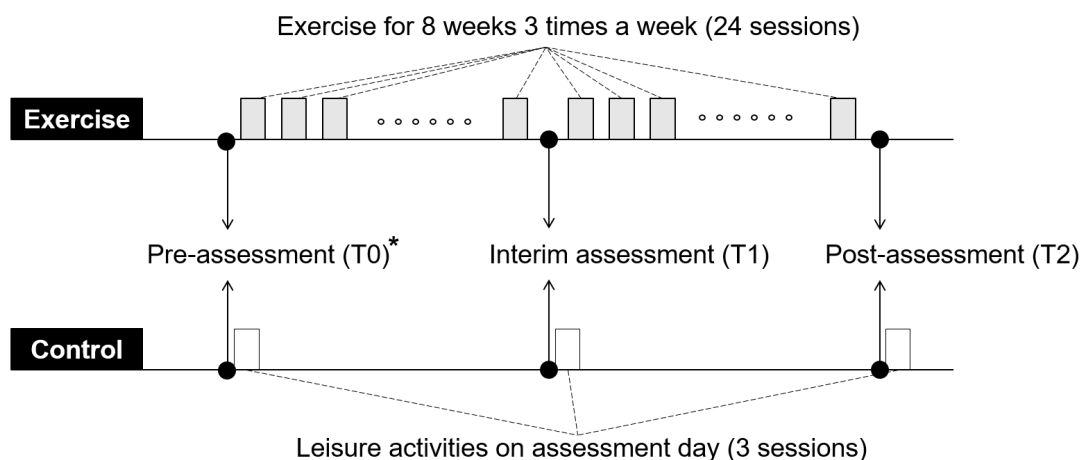 Exercise for 8 weeks 3 times a week (24 sessions)
Exercise
Pre-assessment (T0)*
Interim assessment (T1)
Post-assessment (T2)
Control
Leisure activities on assessment day (3 sessions)